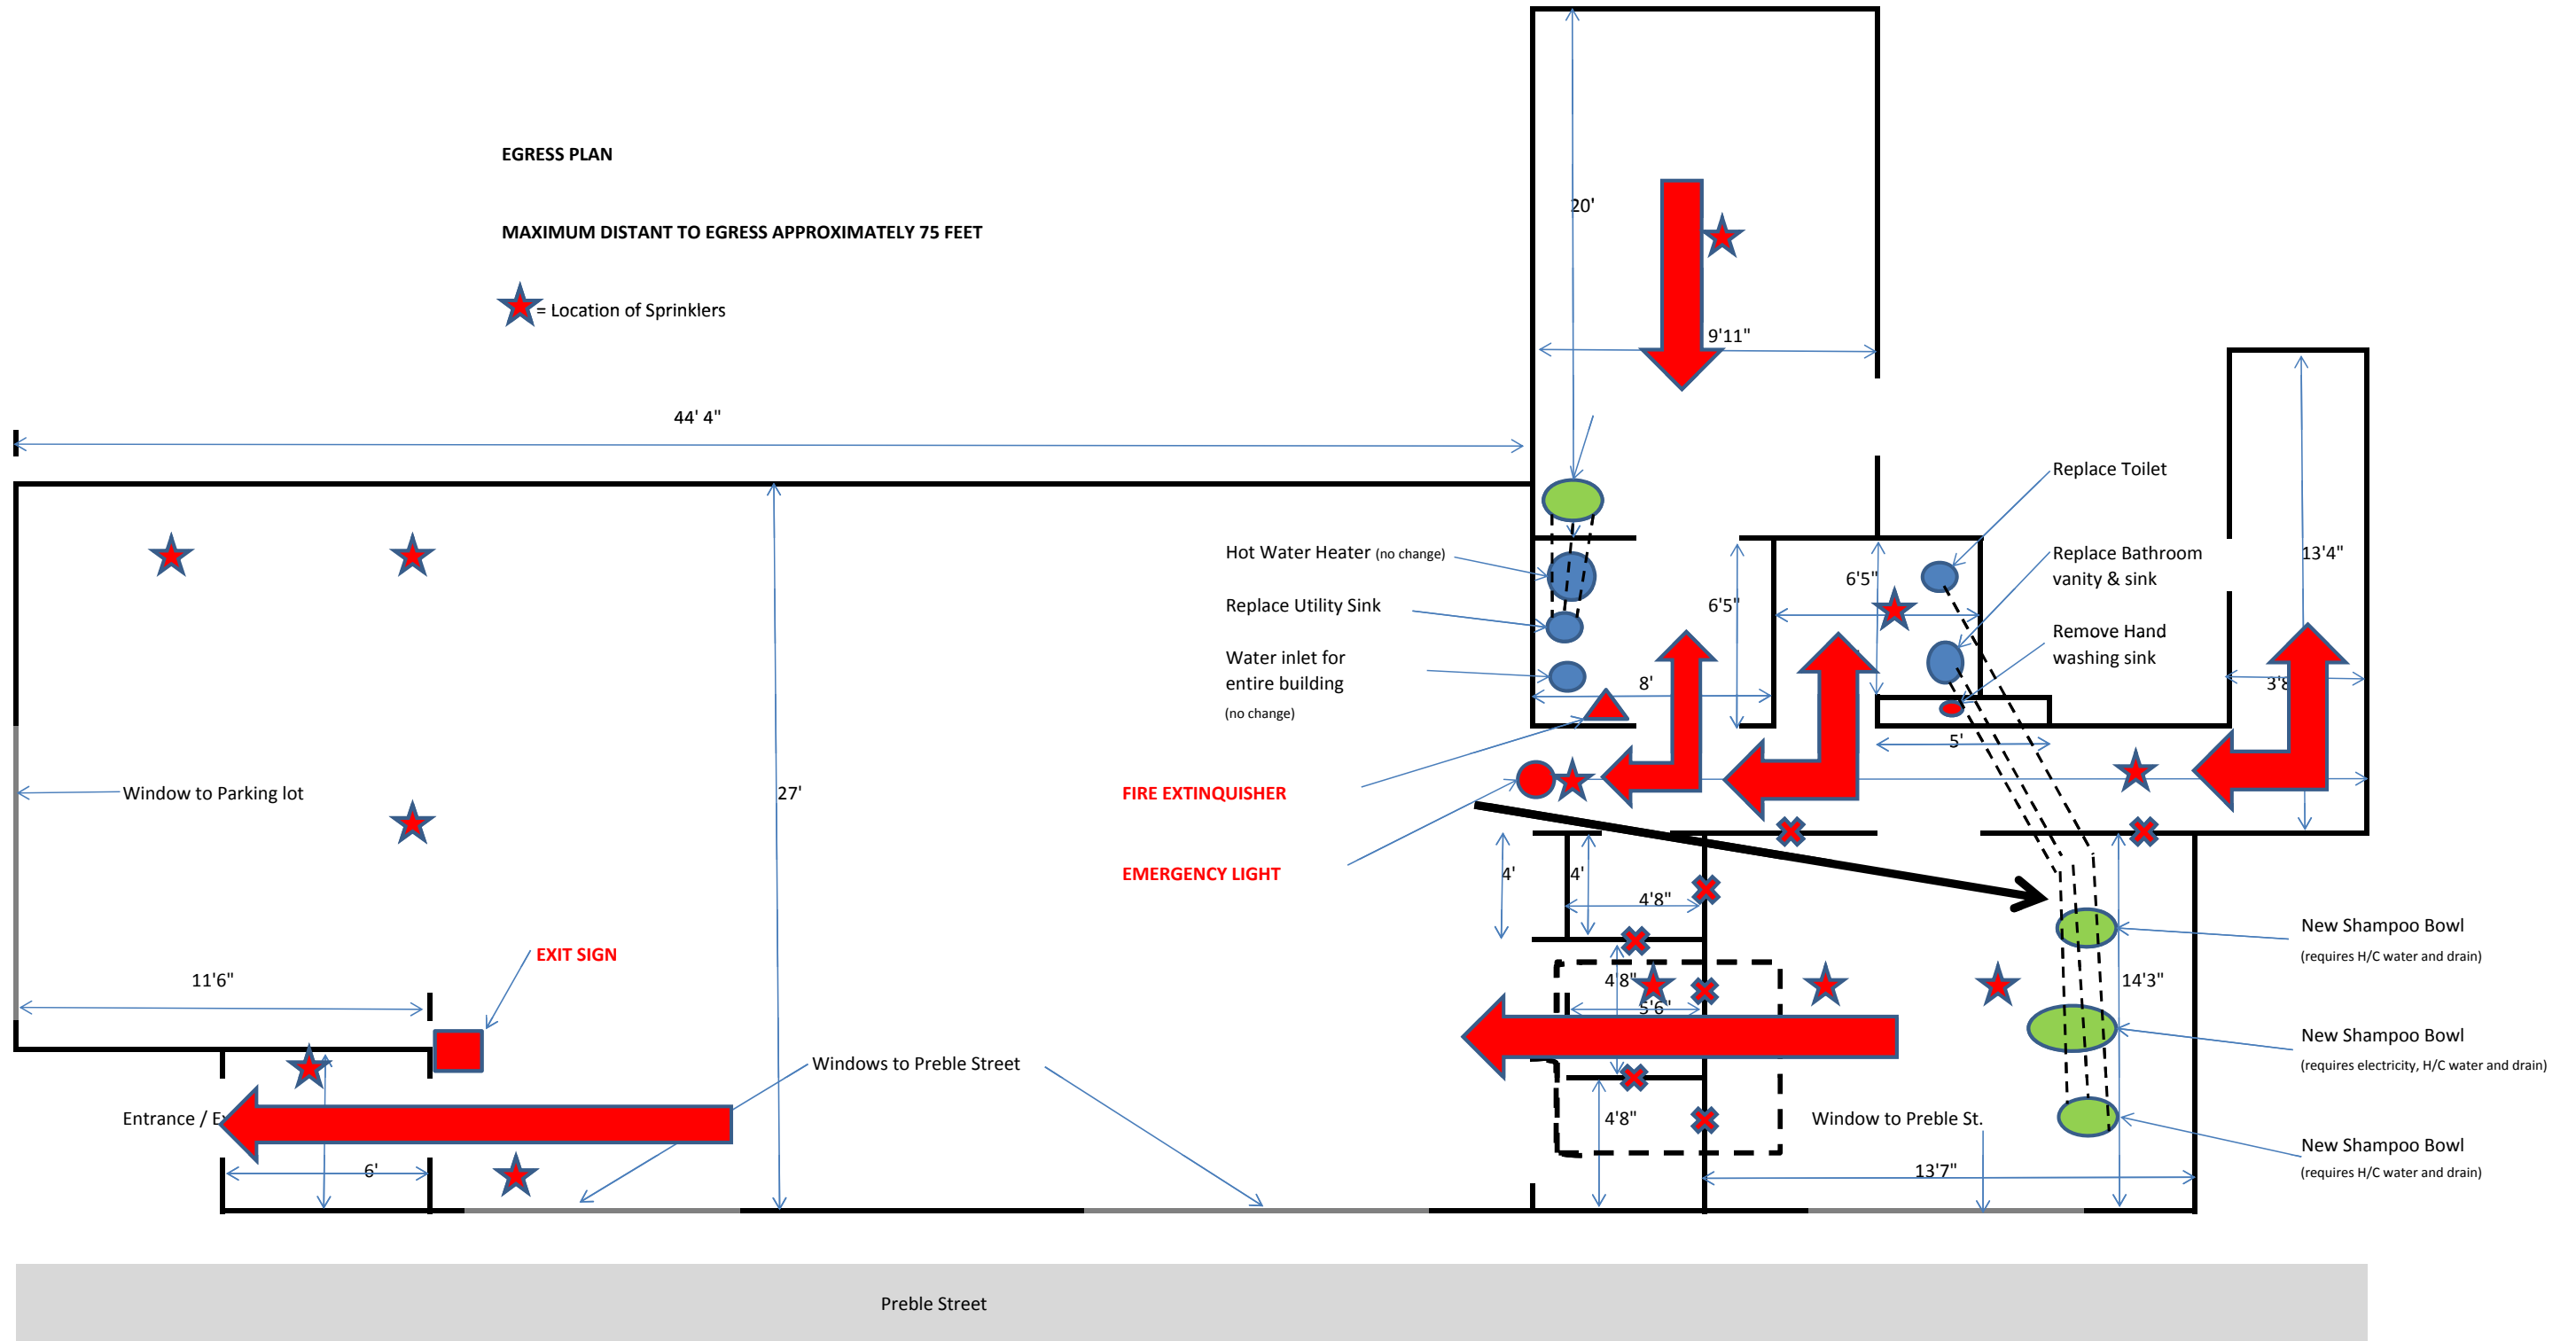 EGRESS PLAN
MAXIMUM DISTANT TO EGRESS APPROXIMATELY 75 FEET
= Location of Sprinklers
20'
9'11"
44' 4"
Replace Toilet
Hot Water Heater (no change)
Replace Bathroom
vanity & sink
13'4"
6'5"
6'5"
Replace Utility Sink
Remove Hand
washing sink
Water inlet for
entire building
(no change)
8'
3'8
5'
Window to Parking lot
27'
FIRE EXTINQUISHER
EMERGENCY LIGHT
4'
4'
4'8"
New Shampoo Bowl
(requires H/C water and drain)
EXIT SIGN
11'6"
4'8"
14'3"
5'6"
New Shampoo Bowl
(requires electricity, H/C water and drain)
Windows to Preble Street
Entrance / E
4'8"
Window to Preble St.
New Shampoo Bowl
(requires H/C water and drain)
6'
13'7"
Preble Street